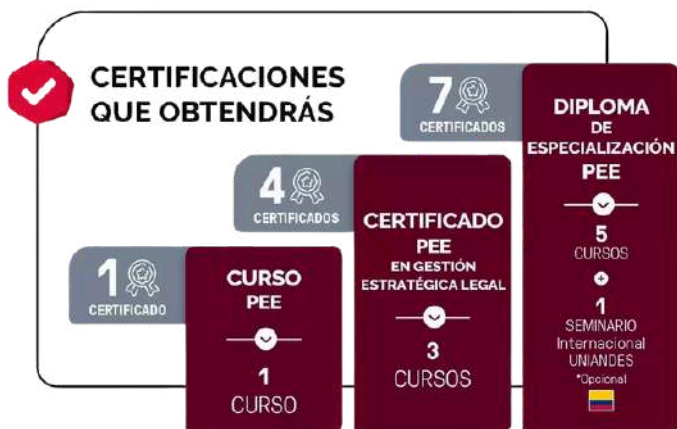 CERTIFICACIONES
QUE OBTENDRÁS
1
CERTIFICADO
CURSO
PEE
1
CURSO
4
CERTIFICADOS
CERTIFICADO
PEE
EN GESTIÓN
ESTRATÉGICA LEGAL
3
CURSOS
7
CERTIFICADOS
DIPLOMA
DE
ESPECIALIZACIÓN
PEE
5
CURSOS
+
1
SEMINARIO
Internacional
UNIANDES
*Opcional